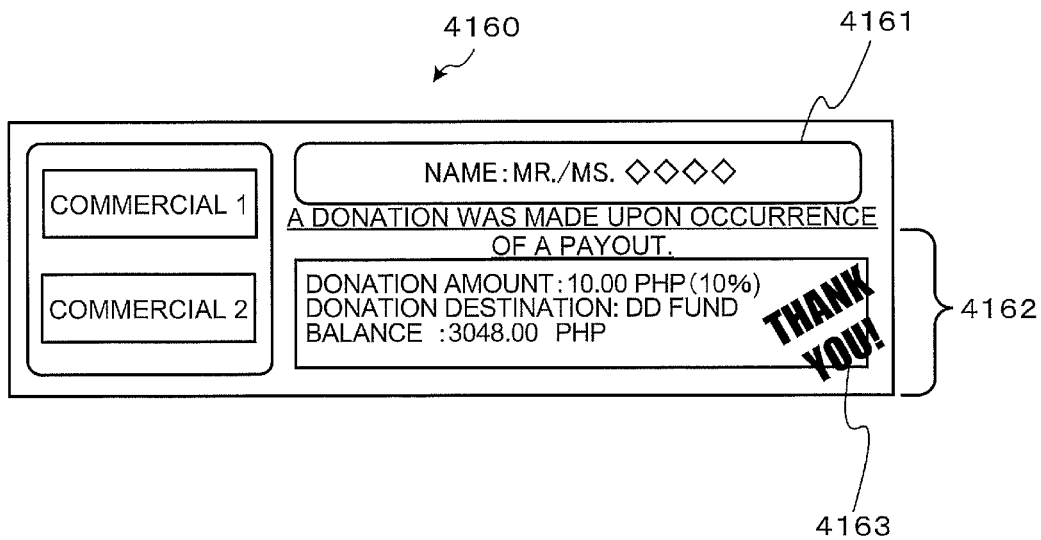 4160
4161
NAME:MR./MS. ◇◇◇◇
COMMERCIAL 1
A DONATION WAS MADE UPON OCCURRENCE
OF A PAYOUT.
DONATION AMOUNT:10.00 PHP(10%)
DONATION DESTINATION: DD FUND
BALANCE :3048.00 PHP
COMMERCIAL 2
THANK
YOU!
4162
4163